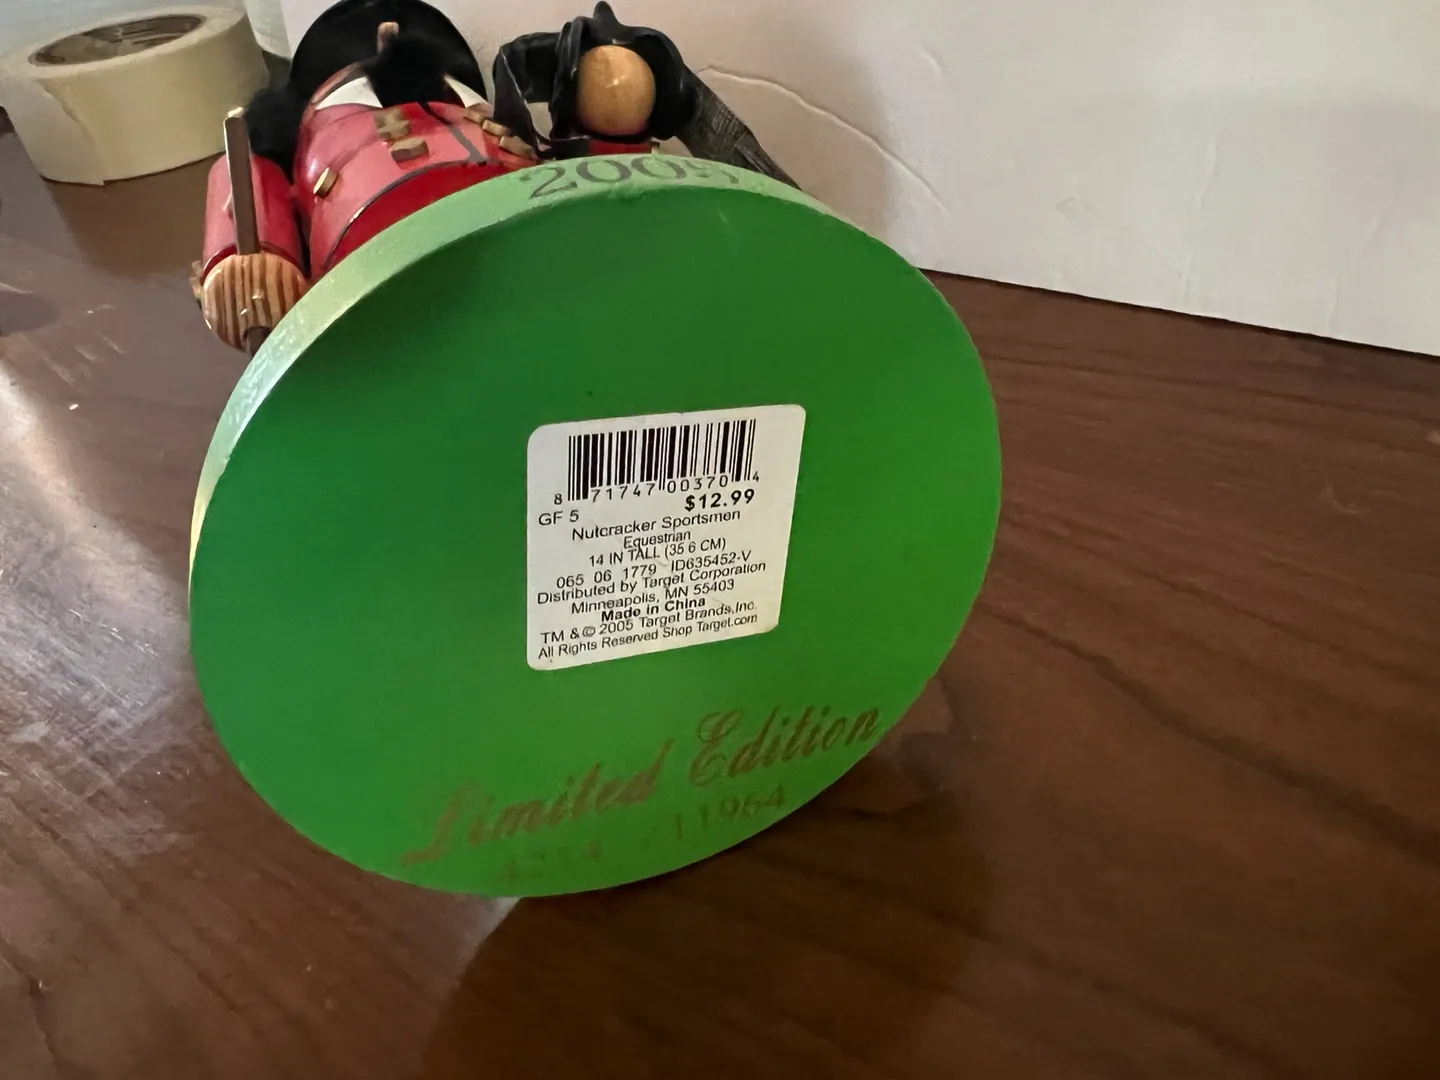 2005
8 71747 00370 4
$12.99
GF 5
Nutcracker Sportsmen
Equestrian
14 IN TALL (35 6 CM)
065 06 1779 ID635452-V
Distributed by Target Corporation
Minneapolis, MN 55403
Made in China
TM & © 2005 Target Brands,Inc.
All Rights Reserved Shop Target.com
Limited Edition
/11964